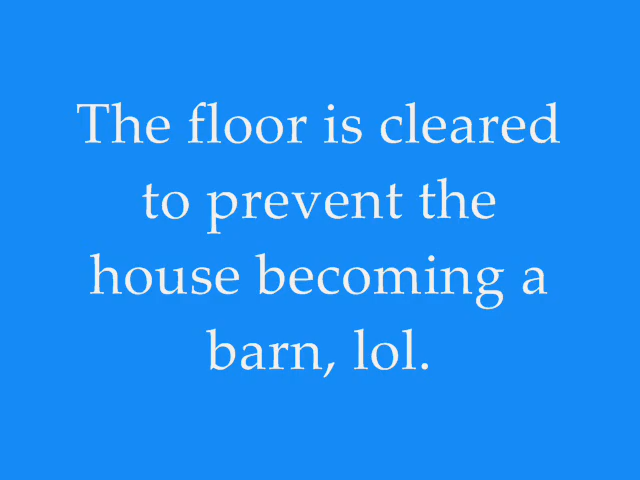 The floor is cleared
to prevent the
house becoming a
barn, lol.